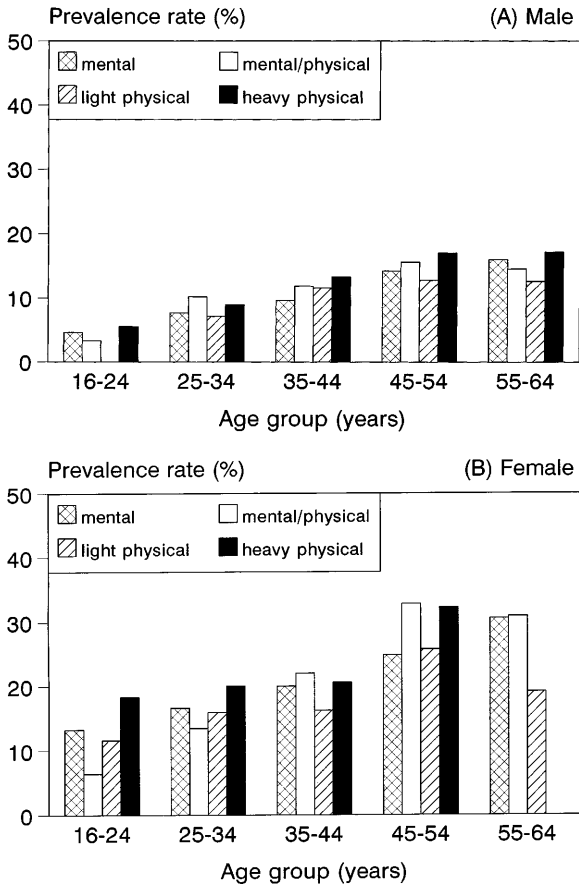 Prevalence rate (%) (A) Male
50
mental mental/physical
light physical heavy physical
40
30
20
10
0
16-24 25-34 35-44 45-54 55-64
Age group (years)
Prevalence rate (%) (B) Female
50
mental mental/physical
light physical heavy physical
40
30
20
10
0
16-24 25-34 35-44 45-54 55-64
Age group (years)